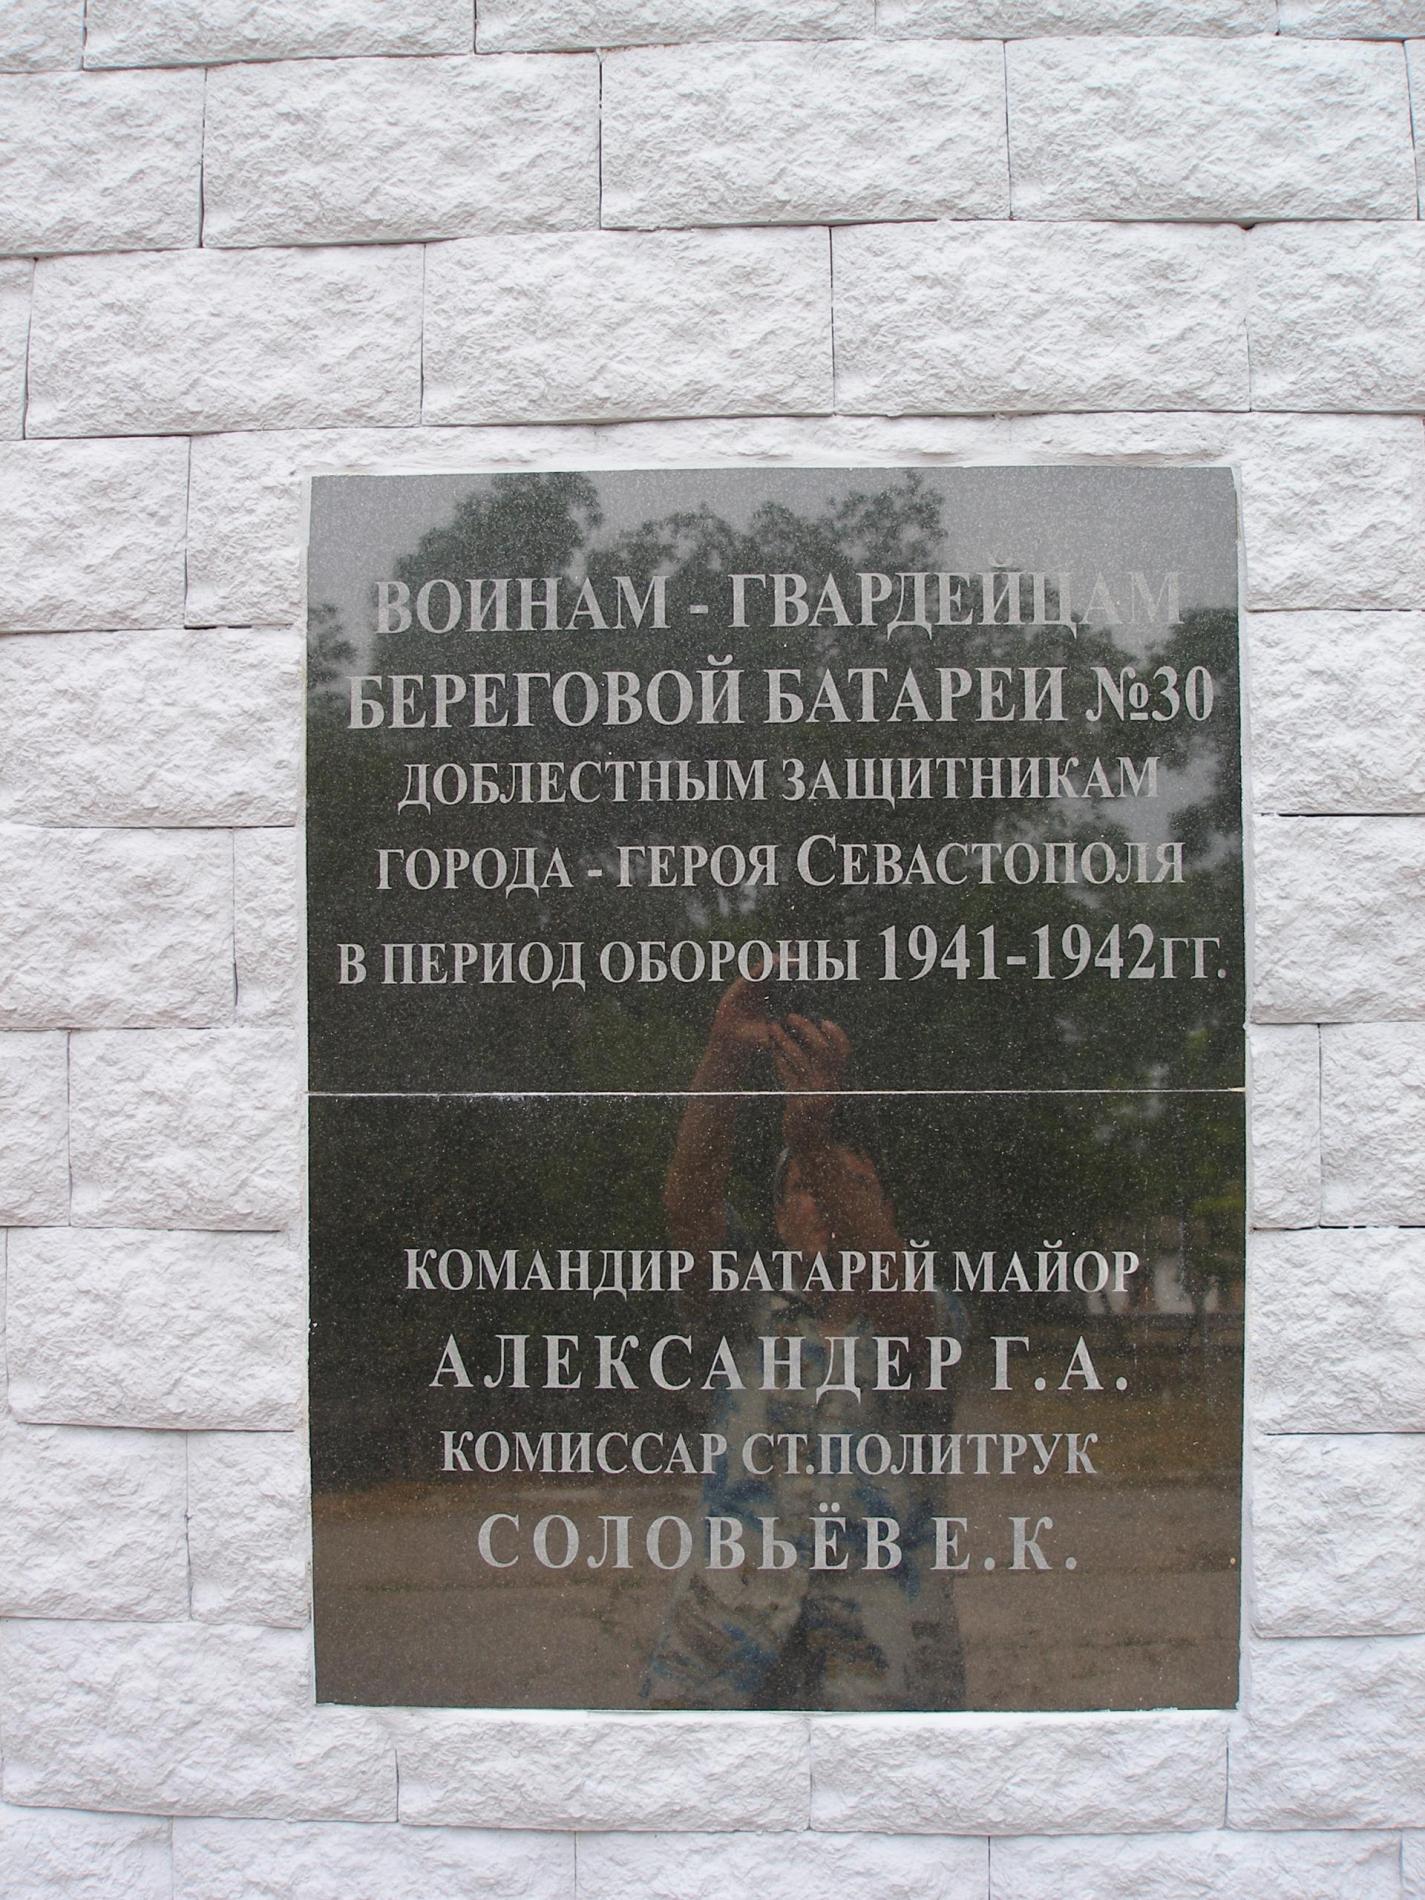 ВОИНАМ - ГВАРДЕЙЦАМ
БЕРЕГОВОЙ БАТАРЕИ №30
ДОБЛЕСТНЫМ ЗАЩИТНИКАМ
ГОРОДА - ГЕРОЯ СЕВАСТОПОЛЯ
В ПЕРИОД ОБОРОНЫ 1941-1942ГГ.
КОМАНДИР БАТАРЕЙ МАЙОР
АЛЕКСАНДЕР Г.А.
КОМИССАР СТ.ПОЛИТРУК
СОЛОВЬЁВ Е.К.